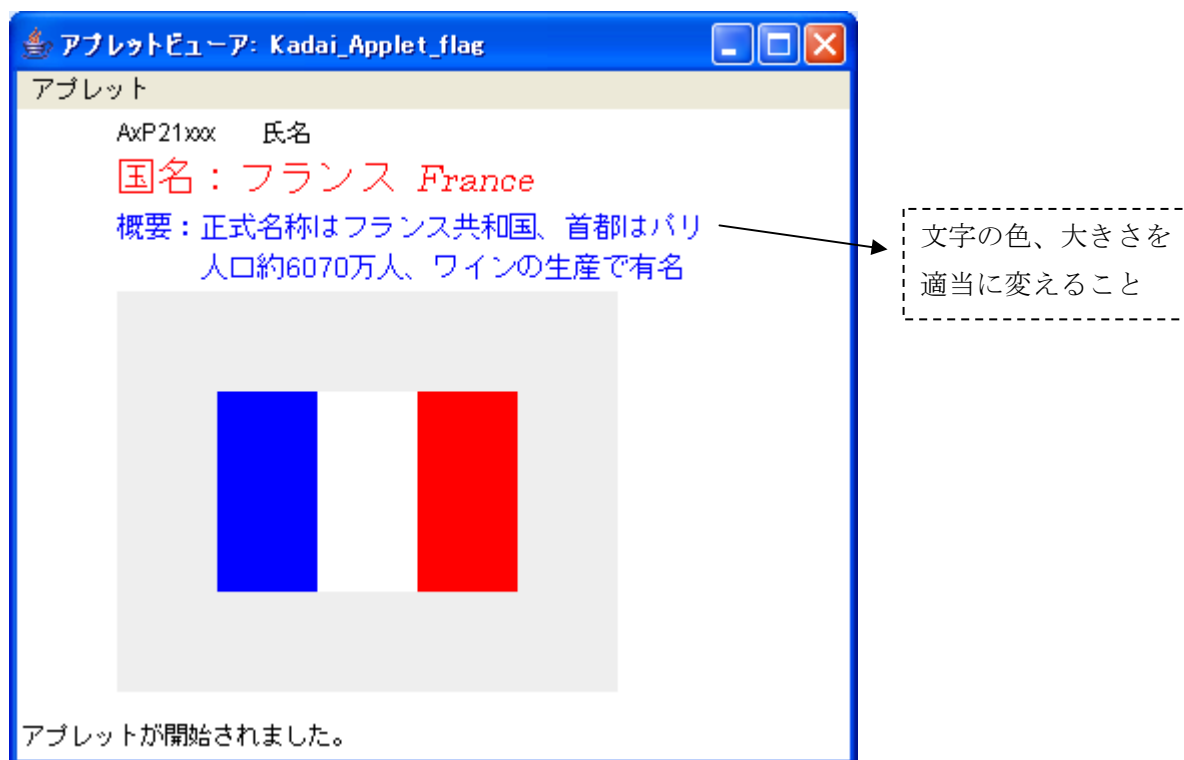 アプレットビューア: Kadai_Applet_flag
アプレット
AxP21xxx 氏名
国名：フランス France
概要：正式名称はフランス共和国、首都はパリ
人口約6070万人、ワインの生産で有名
文字の色、大きさを
適当に変えること
アプレットが開始されました。